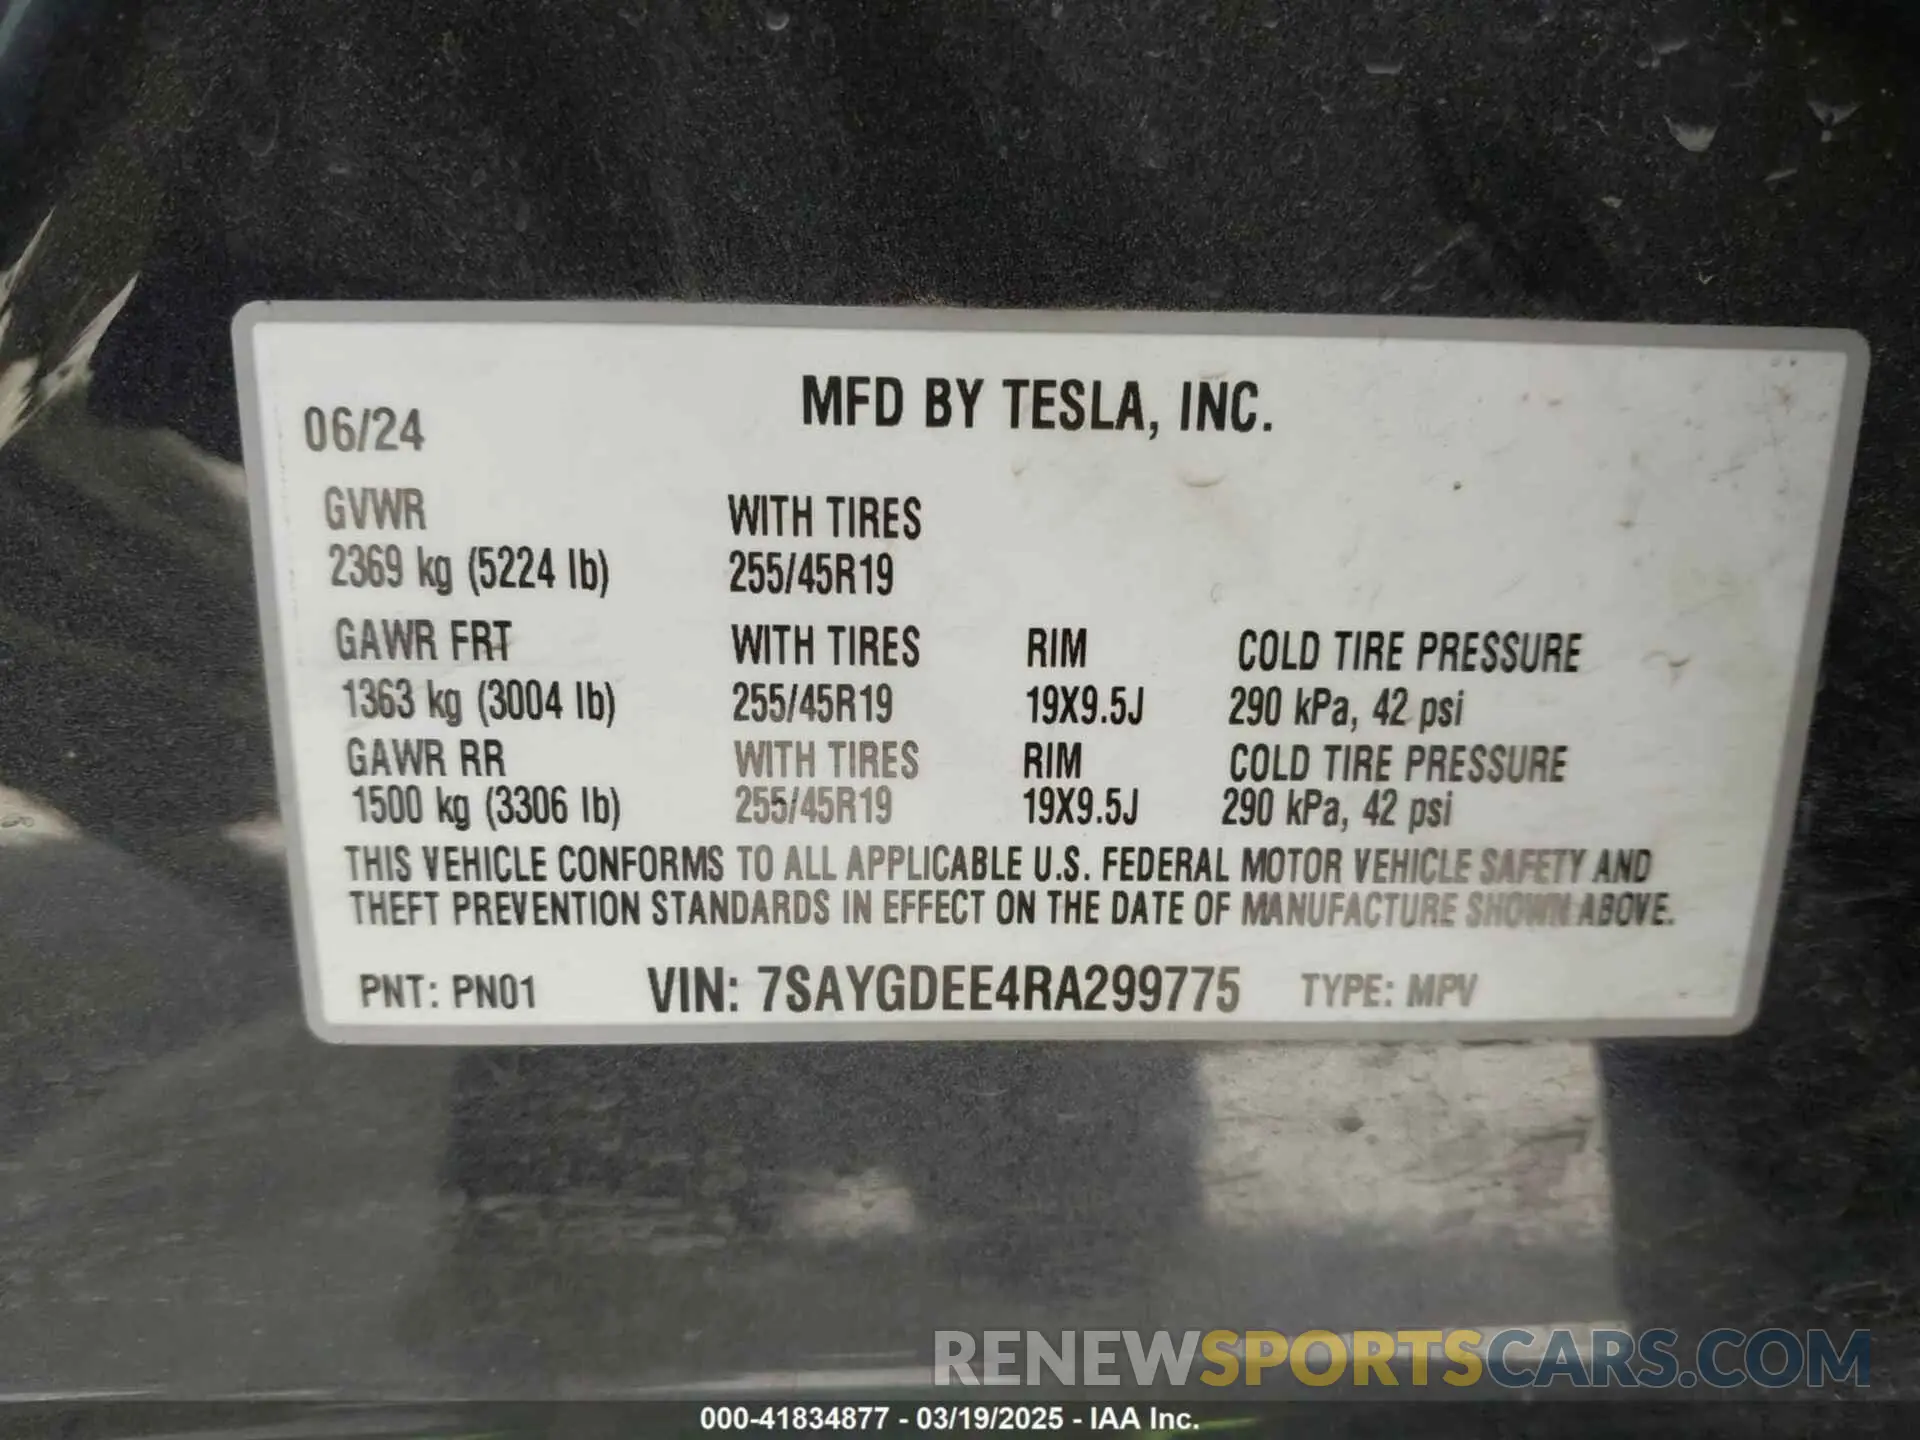 06/24
MFD BY TESLA, INC.
GVWR WITH TIRES
2369 kg (5224 lb) 255/45R19
GAWR FRT WITH TIRES RIM COLD TIRE PRESSURE
1363 kg (3004 lb) 255/45R19 19X9.5J 290 kPa, 42 psi
GAWR RR WITH TIRES RIM COLD TIRE PRESSURE
1500 kg (3306 lb) 255/45R19 19X9.5J 290 kPa, 42 psi
THIS VEHICLE CONFORMS TO ALL APPLICABLE U.S. FEDERAL MOTOR VEHICLE SAFETY AND
THEFT PREVENTION STANDARDS IN EFFECT ON THE DATE OF MANUFACTURE SHOWN ABOVE.
PNT: PN01 VIN: 7SAYGDEE4RA299775 TYPE: MPV
RENEWSPORTSCARS.COM
000-41834877 - 03/19/2025 - IAA Inc.